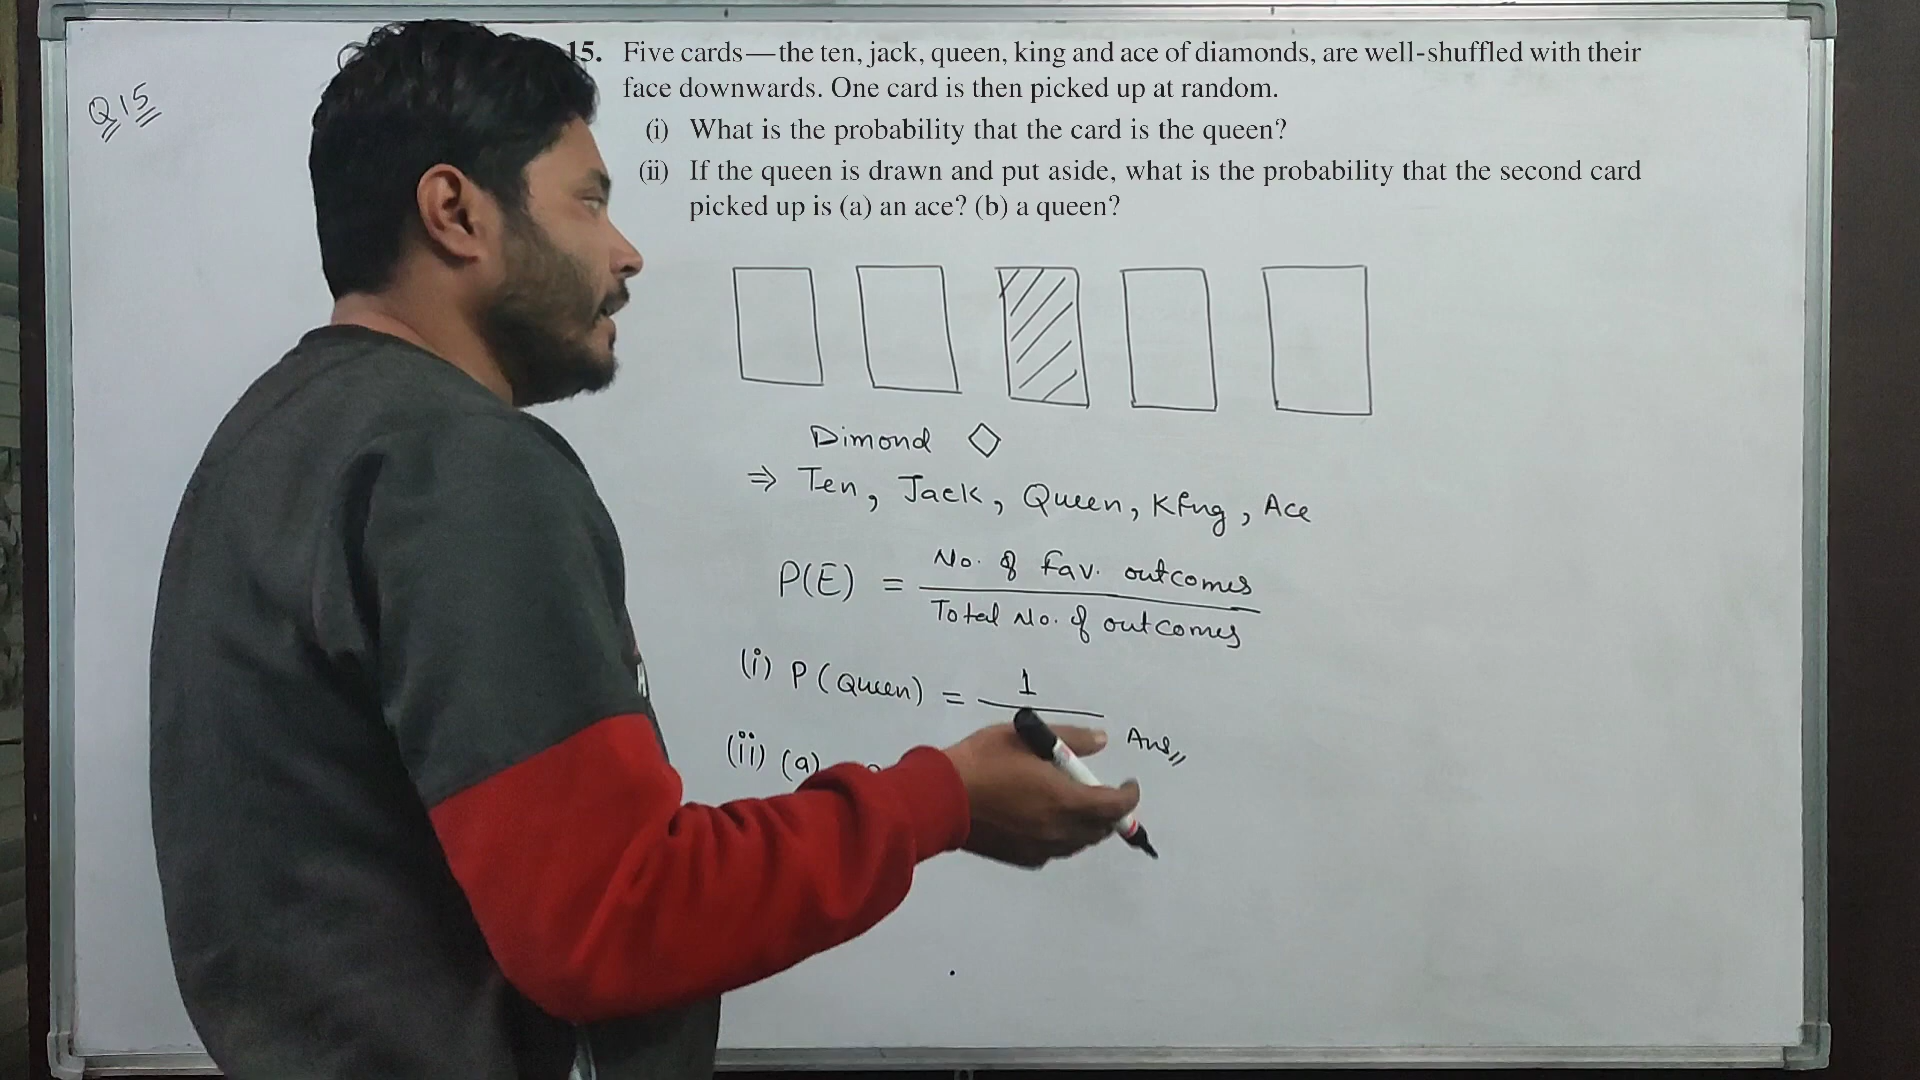 Q15
15. Five cards—the ten, jack, queen, king and ace of diamonds, are well-shuffled with their
face downwards. One card is then picked up at random.
(i) What is the probability that the card is the queen?
(ii) If the queen is drawn and put aside, what is the probability that the second card
picked up is (a) an ace? (b) a queen?
Dimond ◇
⇒ Ten, Jack, Queen, King, Ace
P(E) = No. of fav. outcomes
Total No. of outcomes
(i) P(Queen) = 1
Ans
(ii) (a)